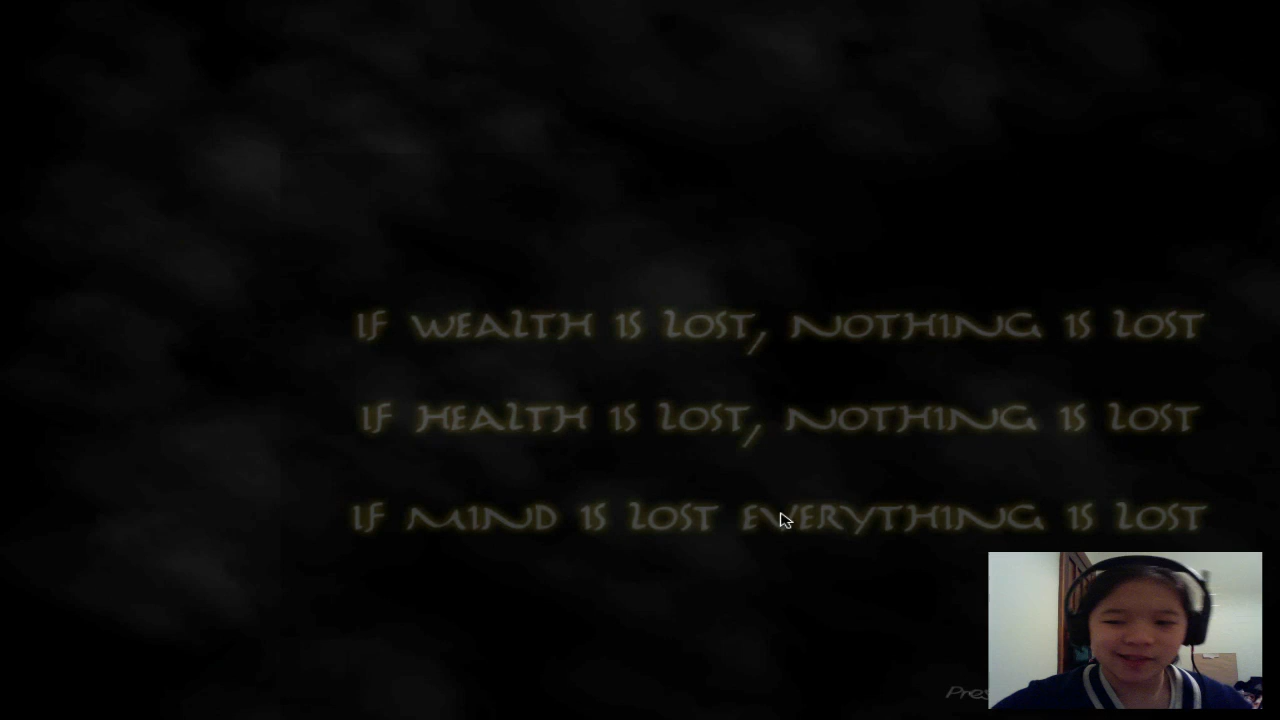 IF WEALTH IS LOST, NOTHING IS LOST
IF HEALTH IS LOST, NOTHING IS LOST
IF MIND IS LOST EVERYTHING IS LOST